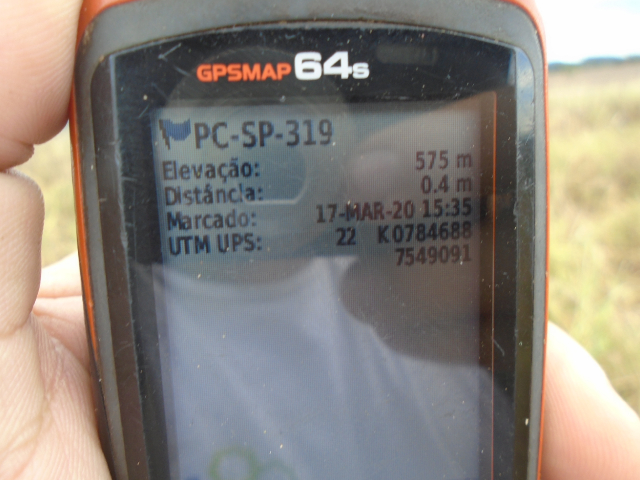 GPSMAP 64s
PC-SP-319
Elevação: 575 m
Distância: 0.4 m
Marcado: 17-MAR-20 15:35
UTM UPS: 22 K0784688
7549091